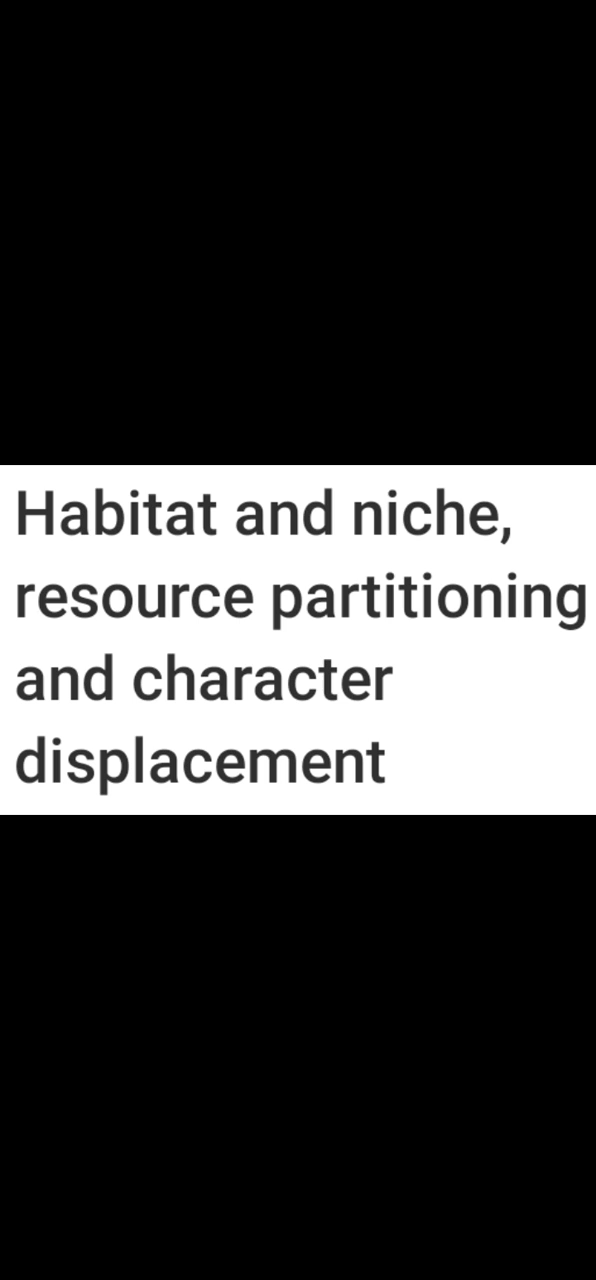 Habitat and niche,
resource partitioning
and character
displacement